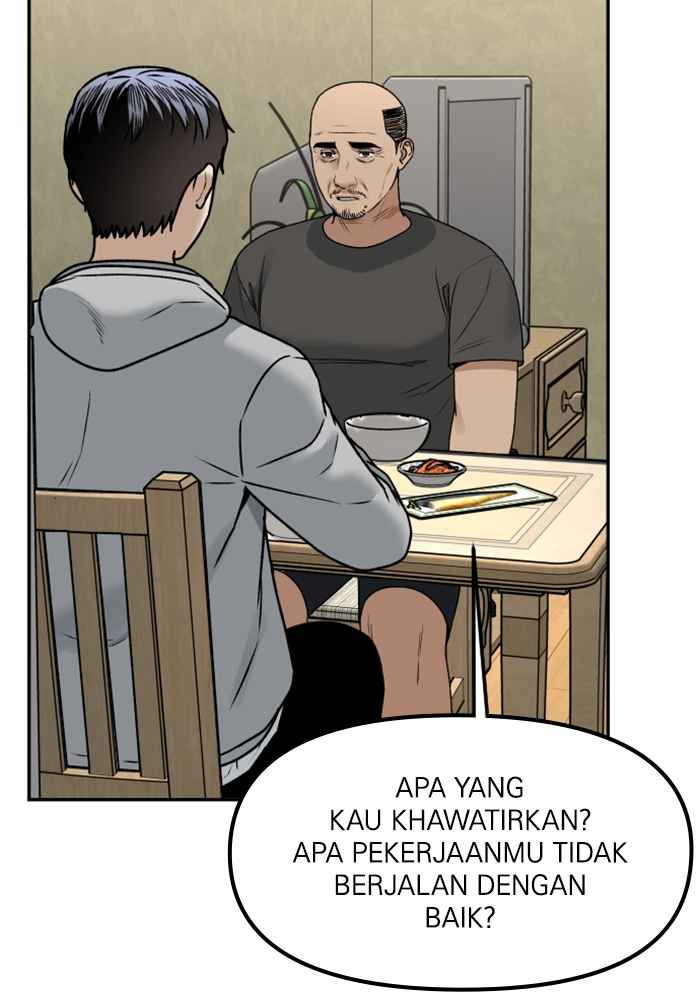 APA YANG
KAU KHAWATIRKAN?
APA PEKERJAANMU TIDAK
BERJALAN DENGAN
BAIK?